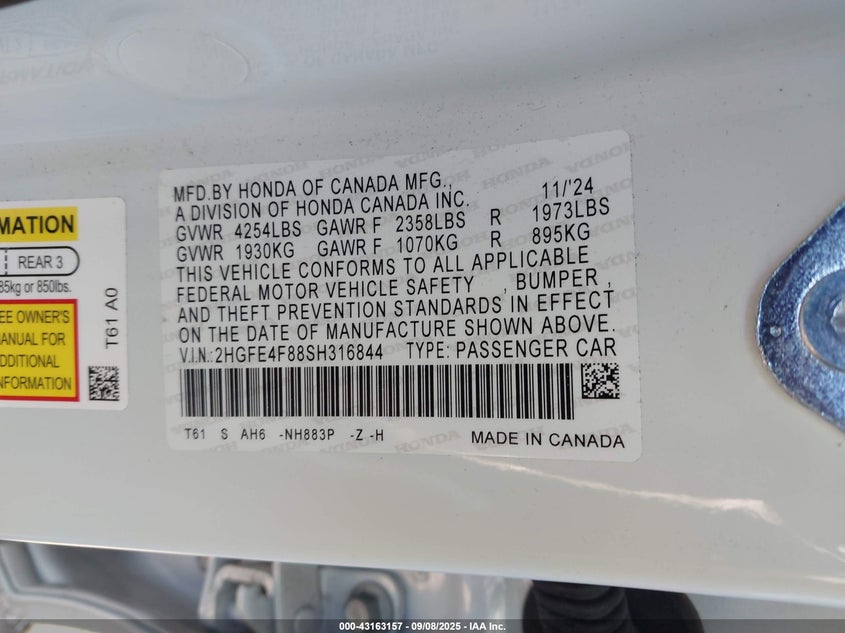 MATION
REAR 3
85kg or 850lbs.
EE OWNER'S
MANUAL FOR
ADDITIONAL
INFORMATION
T61 A0
MFD.BY HONDA OF CANADA MFG., 11/'24
A DIVISION OF HONDA CANADA INC.
GVWR 4254LBS GAWR F 2358LBS R 1973LBS
GVWR 1930KG GAWR F 1070KG R 895KG
THIS VEHICLE CONFORMS TO ALL APPLICABLE
FEDERAL MOTOR VEHICLE SAFETY , BUMPER ,
AND THEFT PREVENTION STANDARDS IN EFFECT
ON THE DATE OF MANUFACTURE SHOWN ABOVE.
V.I.N.:2HGFE4F88SH316844 TYPE: PASSENGER CAR
T61 S AH6 -NH883P -Z -H MADE IN CANADA
000-43163157 - 09/08/2025 - IAA Inc.